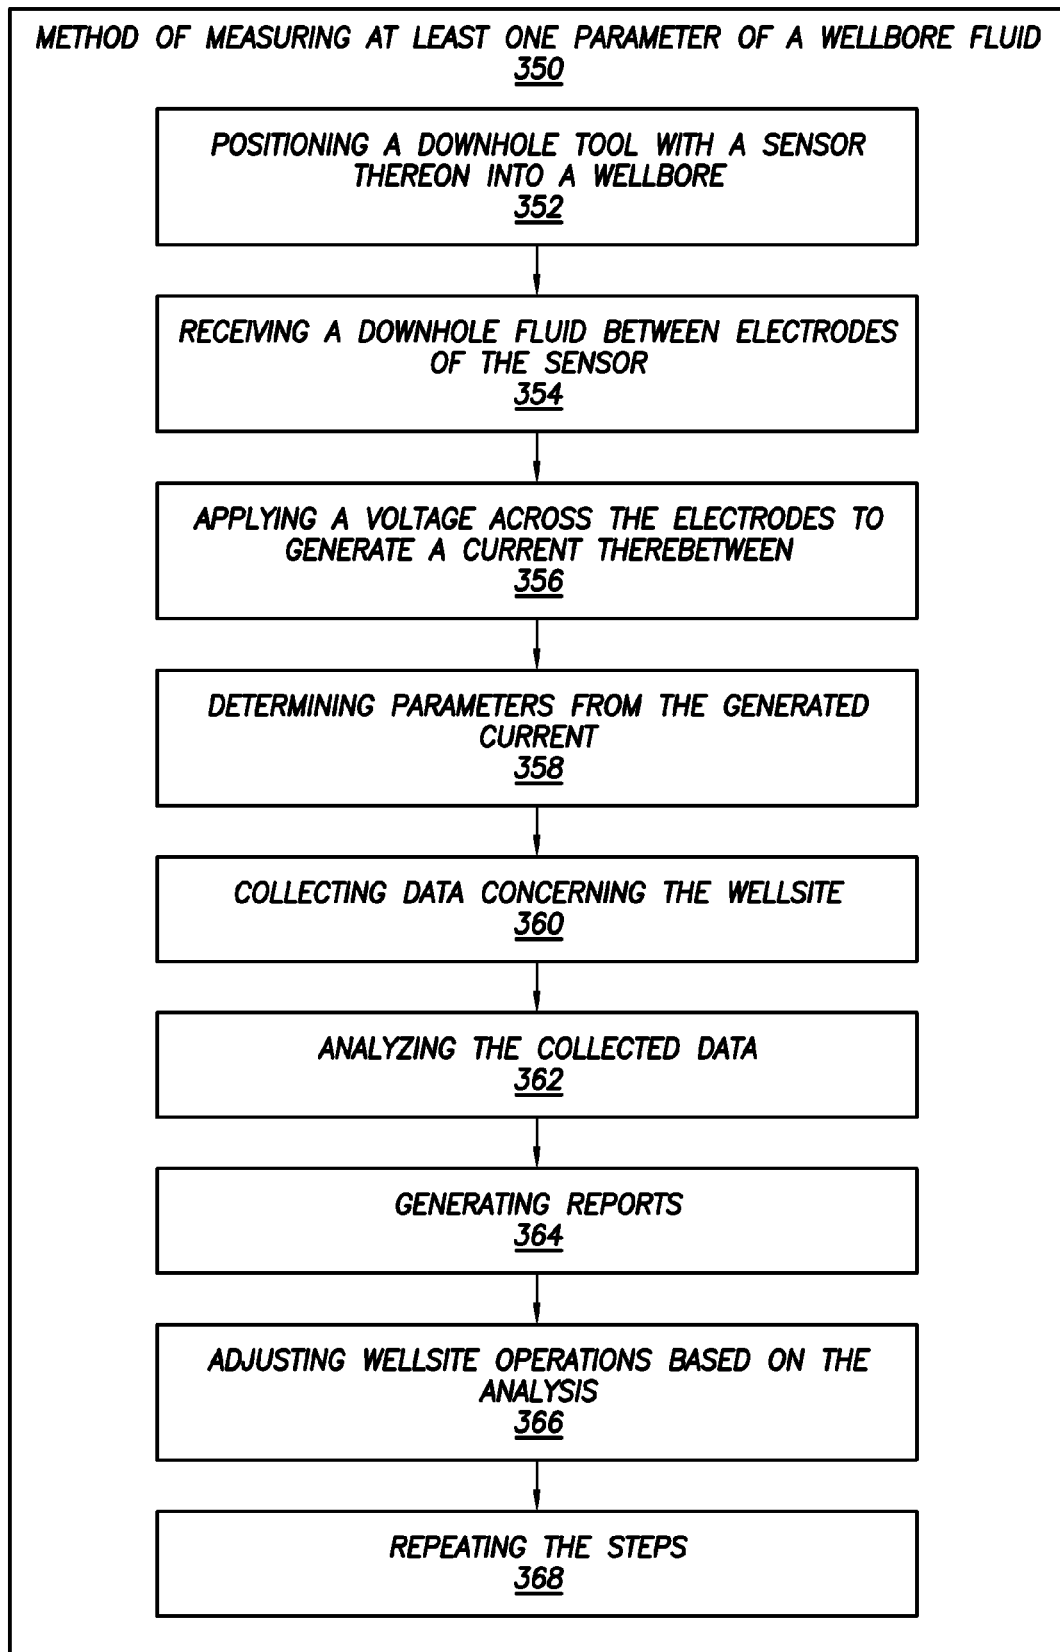 METHOD OF MEASURING AT LEAST ONE PARAMETER OF A WELLBORE FLUID
350
POSITIONING A DOWNHOLE TOOL WITH A SENSOR
THEREON INTO A WELLBORE
352
RECEIVING A DOWNHOLE FLUID BETWEEN ELECTRODES
OF THE SENSOR
354
APPLYING A VOLTAGE ACROSS THE ELECTRODES TO
GENERATE A CURRENT THEREBETWEEN
356
DETERMINING PARAMETERS FROM THE GENERATED
CURRENT
358
COLLECTING DATA CONCERNING THE WELLSITE
360
ANALYZING THE COLLECTED DATA
362
GENERATING REPORTS
364
ADJUSTING WELLSITE OPERATIONS BASED ON THE
ANALYSIS
366
REPEATING THE STEPS
368